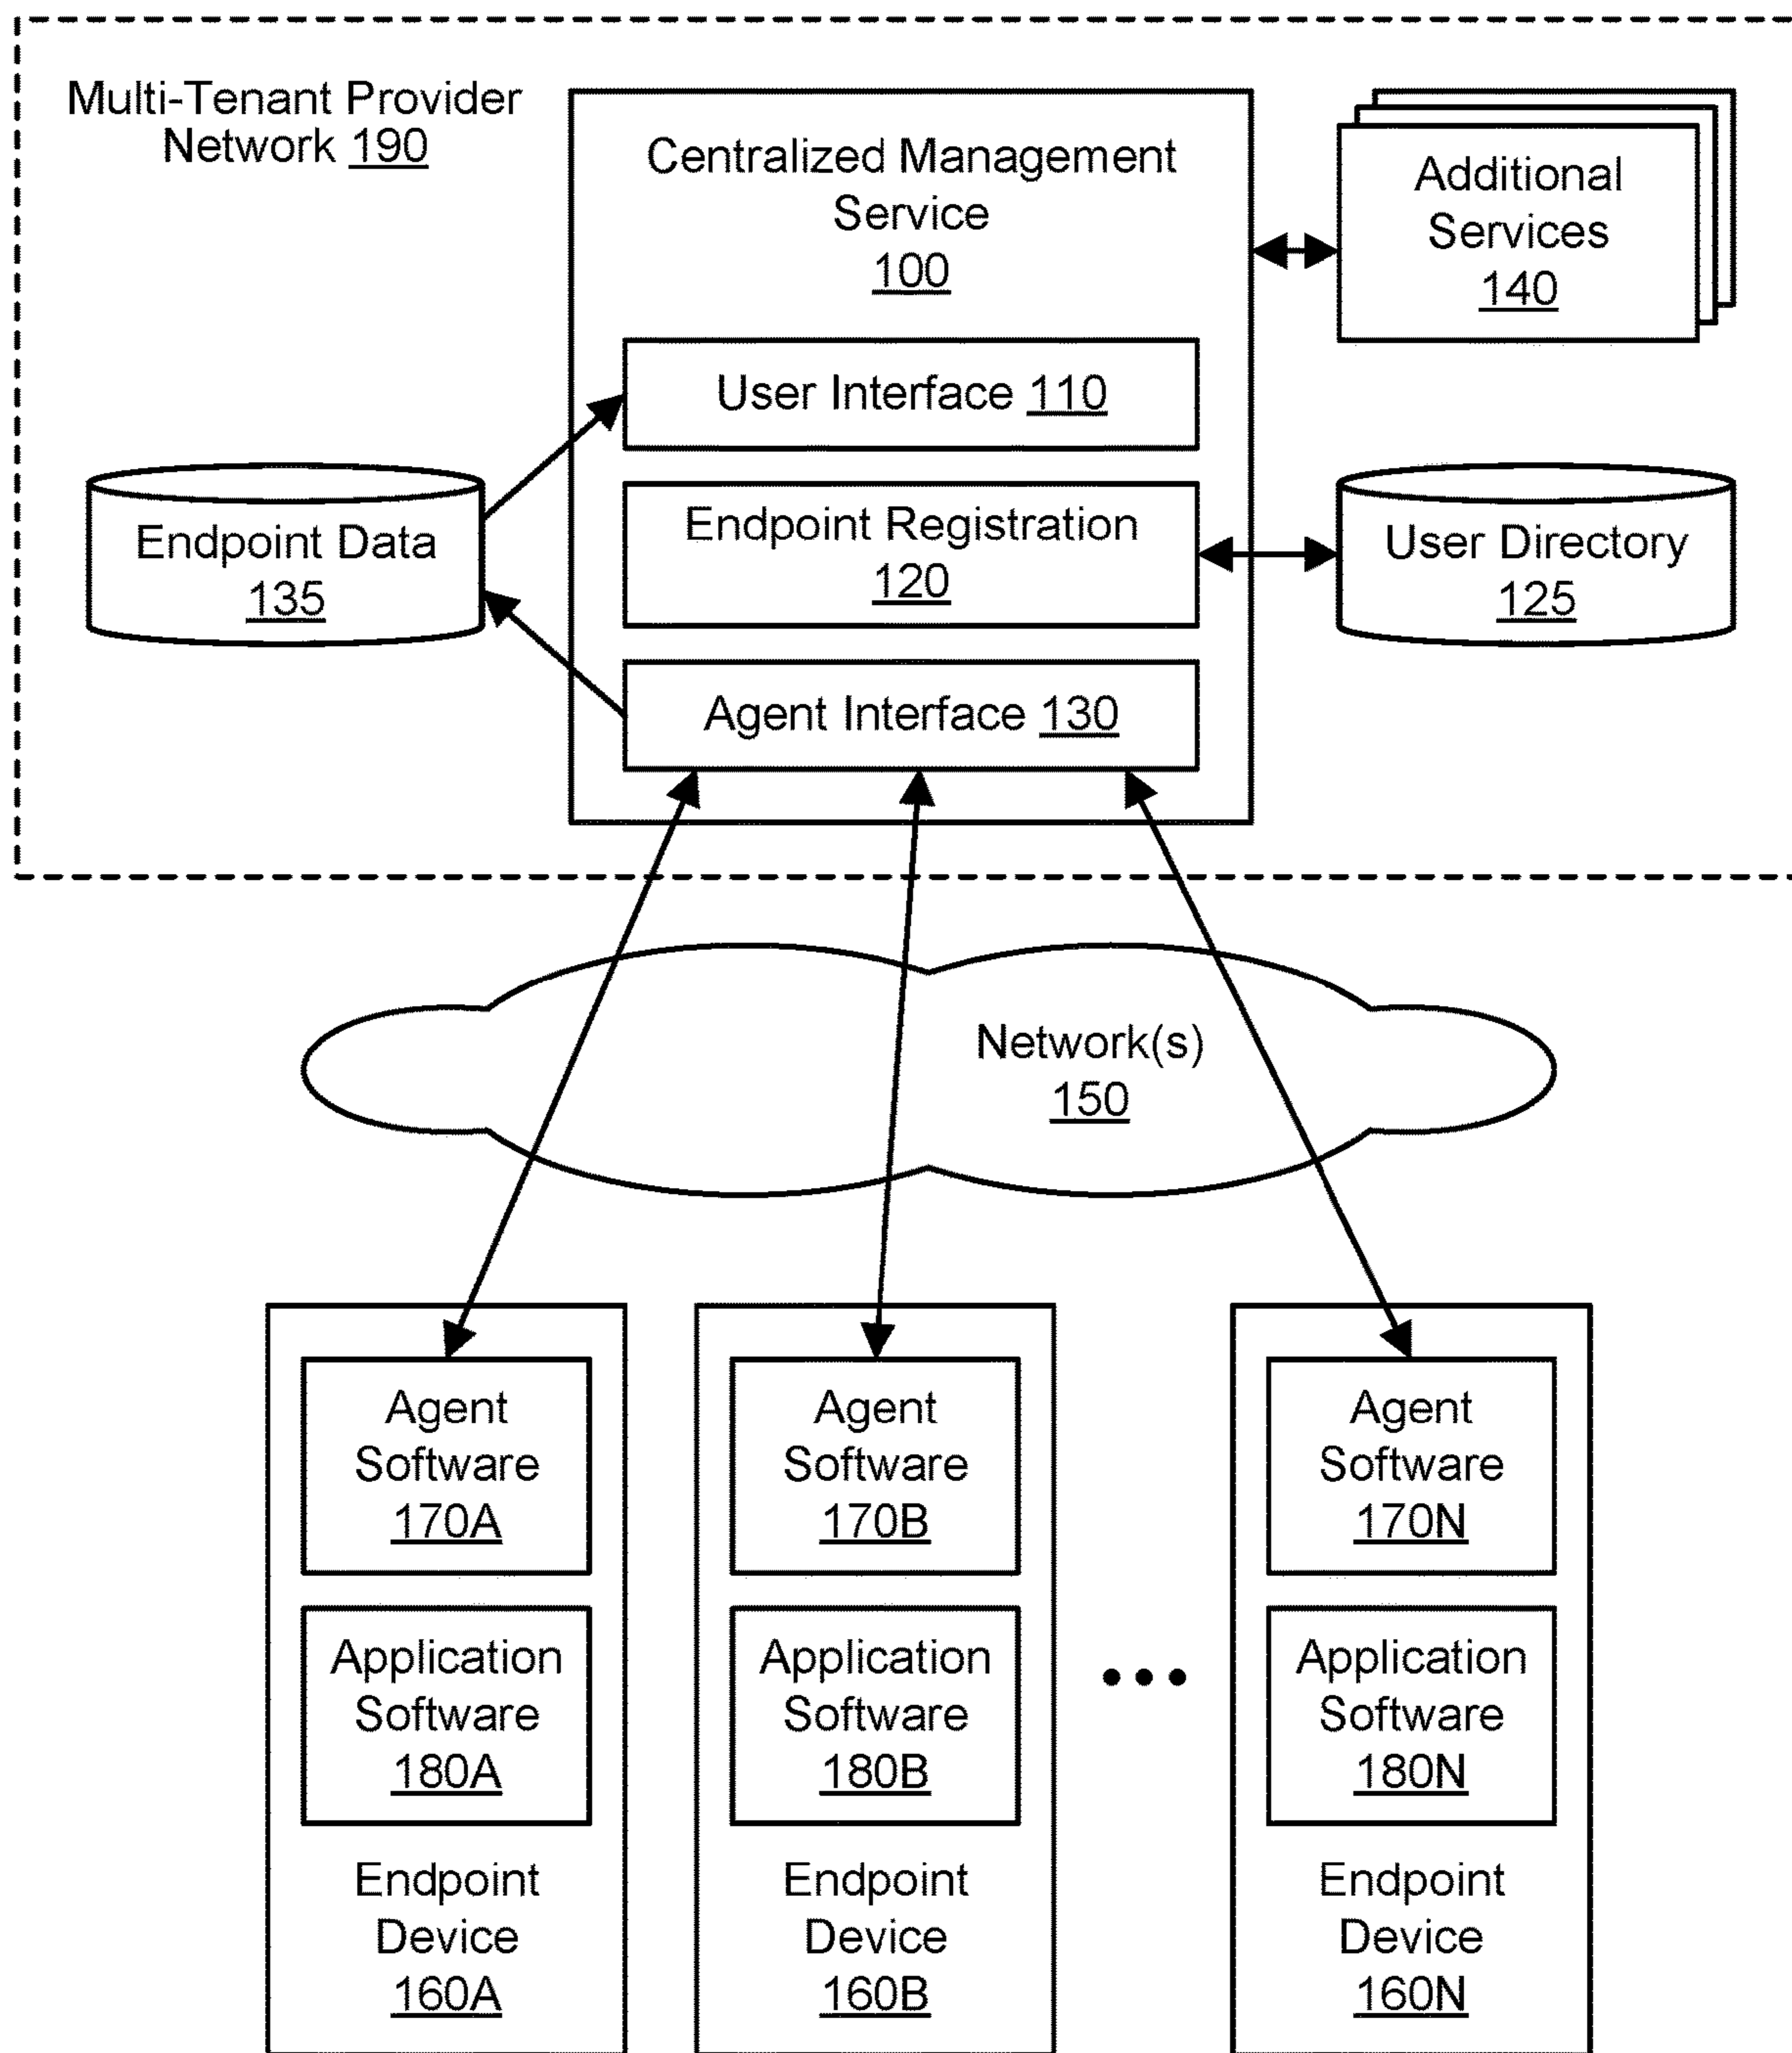 Multi-Tenant Provider
Network 190
Centralized Management
Service
100
Additional
Services
140
User Interface 110
Endpoint Data
135
Endpoint Registration
120
User Directory
125
Agent Interface 130
Network(s)
150
Agent
Software
170A
Application
Software
180A
Endpoint
Device
160A
Agent
Software
170B
Application
Software
180B
Endpoint
Device
160B
Agent
Software
170N
Application
Software
180N
Endpoint
Device
160N